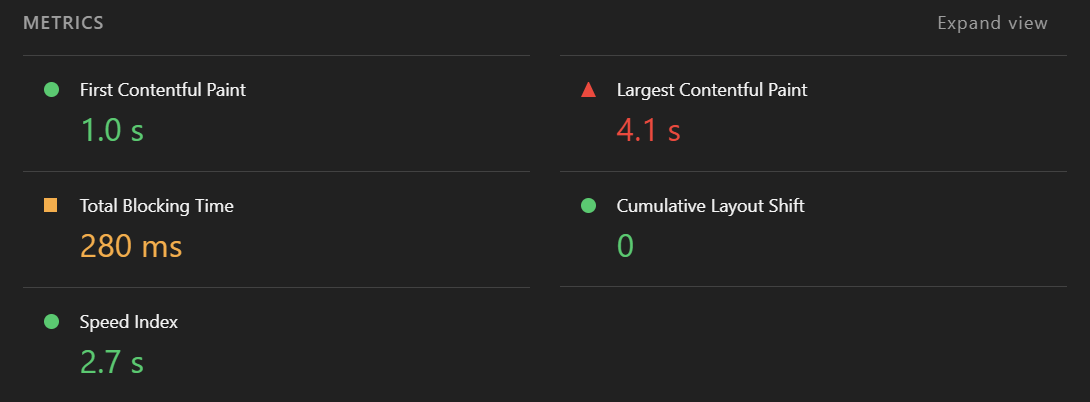 METRICS
Expand view
First Contentful Paint
1.0 s
Largest Contentful Paint
4.1 s
Total Blocking Time
280 ms
Cumulative Layout Shift
0
Speed Index
2.7 s